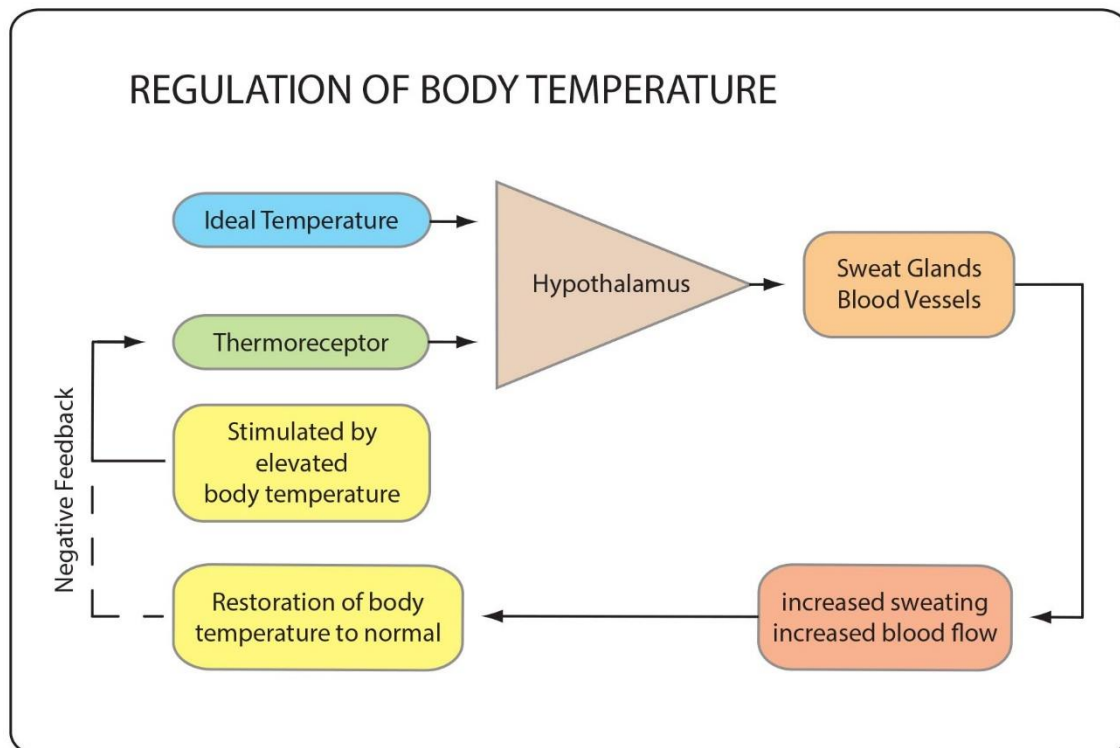 REGULATION OF BODY TEMPERATURE
Ideal Temperature
Hypothalamus
Sweat Glands
Blood Vessels
Thermoreceptor
Stimulated by
elevated
body temperature
Negative Feedback
Restoration of body
temperature to normal
increased sweating
increased blood flow